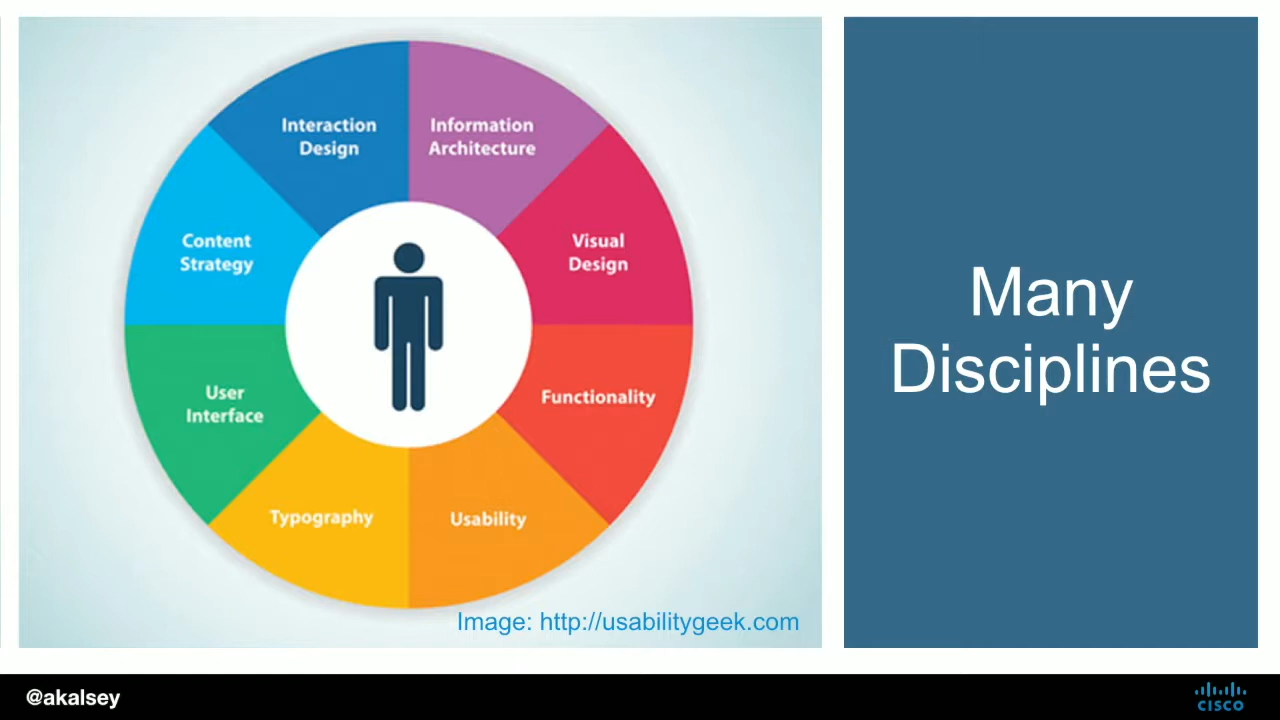 Interaction
Design
Information
Architecture
Content
Strategy
Visual
Design
User
Interface
Functionality
Typography
Usability
Image: http://usabilitygeek.com
Many
Disciplines
@akalsey
CISCO